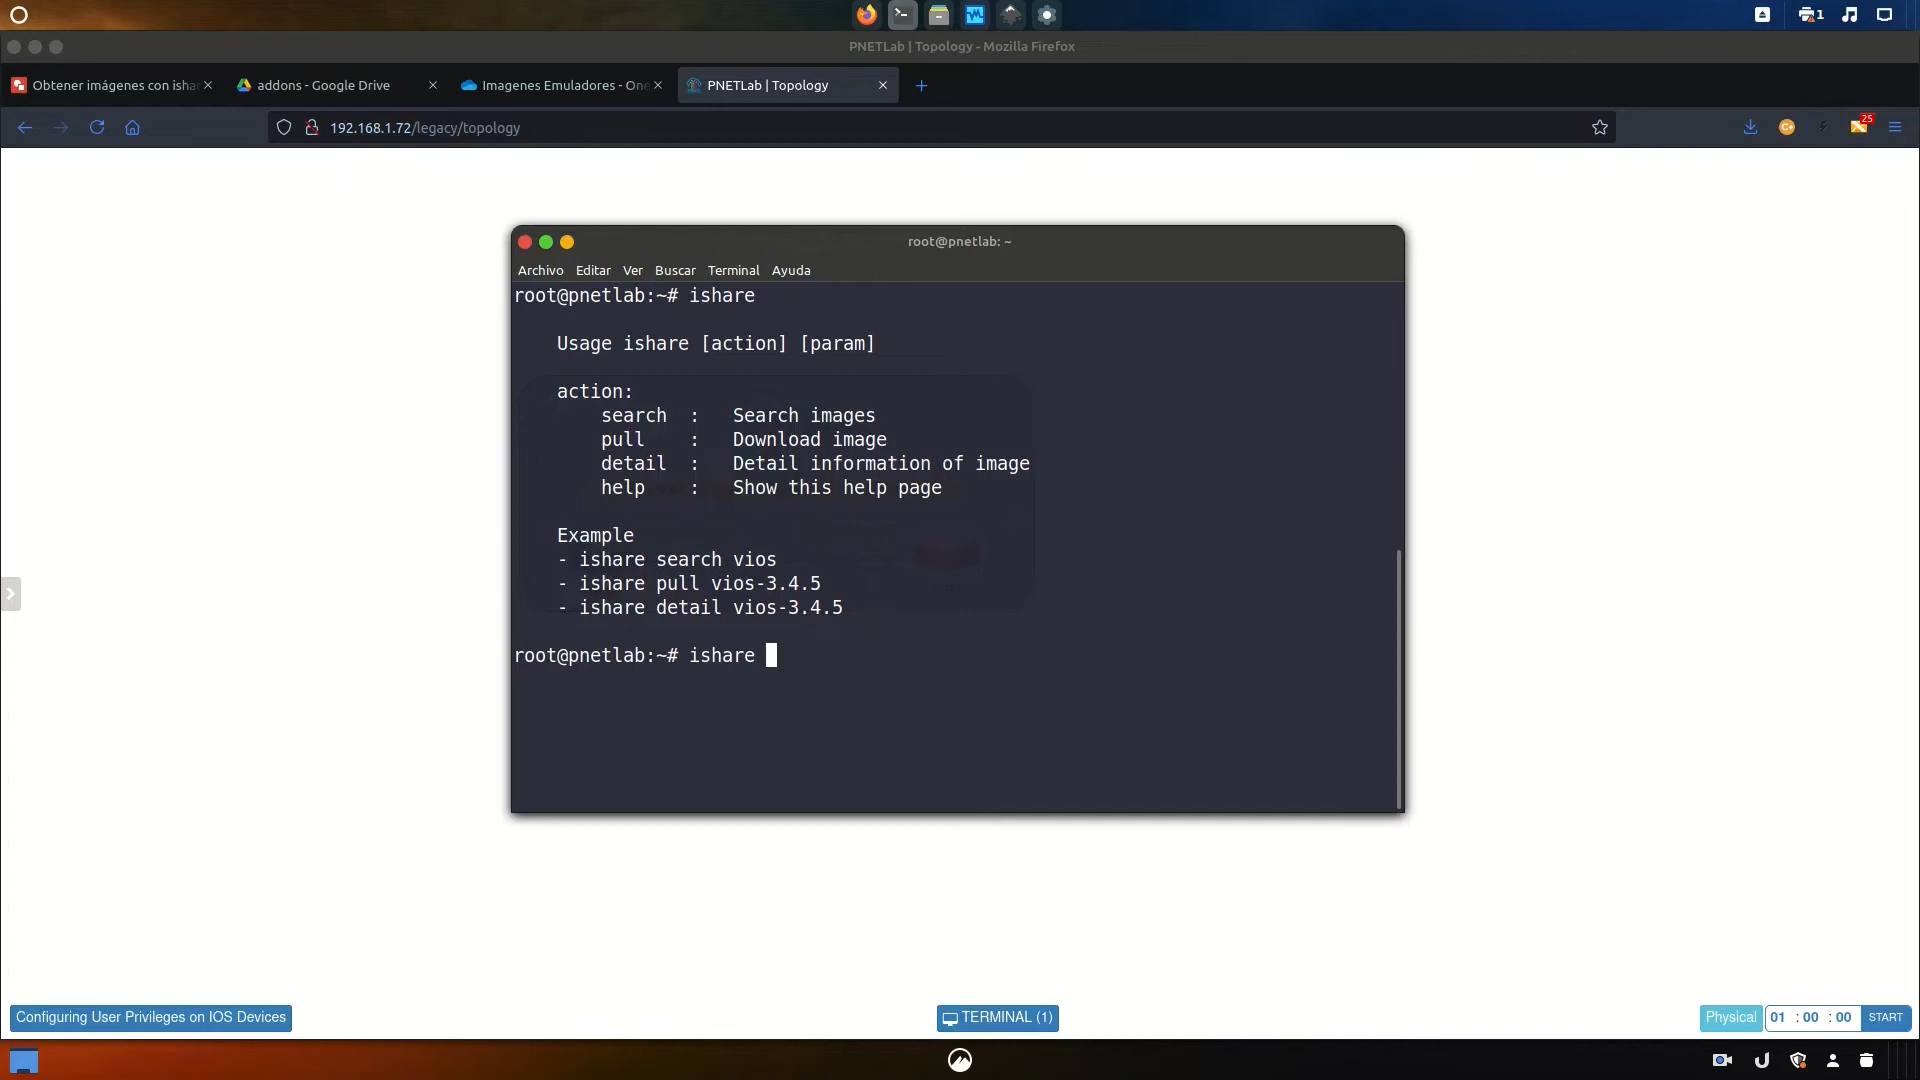 1
PNETLab | Topology - Mozilla Firefox
Obtener imágenes con isha
addons - Google Drive
Imagenes Emuladores - One
PNETLab | Topology
192.168.1.72/legacy/topology
25
root@pnetlab: ~
Archivo Editar Ver Buscar Terminal Ayuda
root@pnetlab:~# ishare
Usage ishare [action] [param]
action:
search : Search images
pull : Download image
detail : Detail information of image
help : Show this help page
Example
- ishare search vios
- ishare pull vios-3.4.5
- ishare detail vios-3.4.5
root@pnetlab:~# ishare
Configuring User Privileges on IOS Devices
TERMINAL (1)
Physical 01 : 00 : 00 START